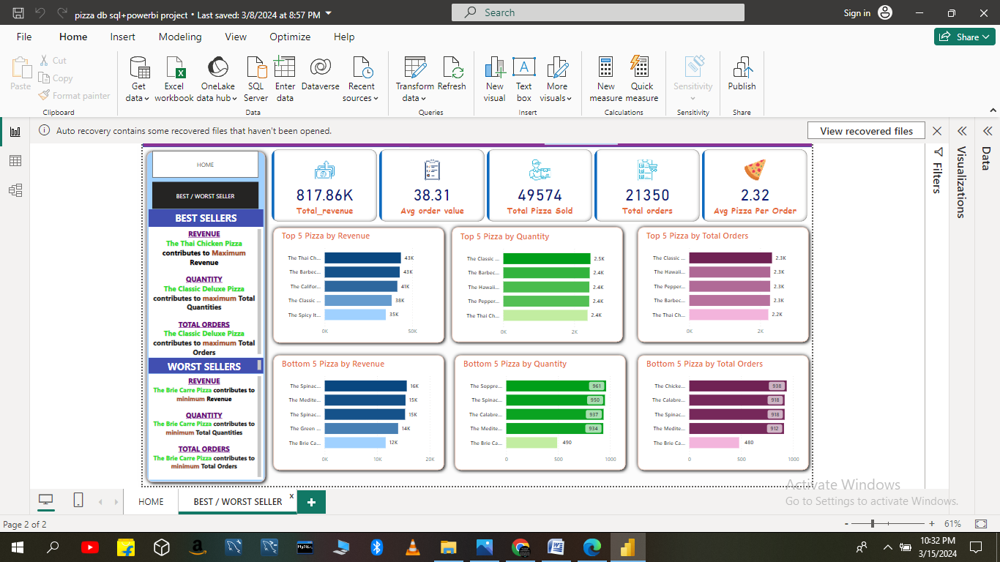 pizza db sql+powerbi project • Last saved: 3/8/2024 at 8:57 PM
Search
Sign in
File Home Insert Modeling View Optimize Help
Share
Paste
Cut
Copy
Format painter
Clipboard
Get data
Excel workbook
OneLake data hub
SQL Server
Enter data
Dataverse
Recent sources
Data
Transform data
Refresh
Queries
New visual
Text box
More visuals
Insert
New measure
Quick measure
Calculations
Sensitivity
Sensitivity
Publish
Share
Auto recovery contains some recovered files that haven't been opened.
View recovered files
Filters
Visualizations
Data
HOME
BEST / WORST SELLER
BEST SELLERS
REVENUE
The Thai Chicken Pizza
contributes to Maximum
Revenue
QUANTITY
The Classic Deluxe Pizza
contributes to maximum Total
Quantities
TOTAL ORDERS
The Classic Deluxe Pizza
contributes to maximum Total
Orders
WORST SELLERS
REVENUE
The Brie Carre Pizza contributes to
minimum Revenue
QUANTITY
The Brie Carre Pizza contributes to
minimum Total Quantities
TOTAL ORDERS
The Brie Carre Pizza contributes to
minimum Total Orders
817.86K
Total_revenue
38.31
Avg order value
49574
Total Pizza Sold
21350
Total orders
2.32
Avg Pizza Per Order
Top 5 Pizza by Revenue
The Thai Ch... 43K
The Barbec... 43K
The Califor... 41K
The Classic ... 38K
The Spicy It... 35K
0K 50K
Top 5 Pizza by Quantity
The Classic ... 2.5K
The Barbec... 2.4K
The Hawaii... 2.4K
The Pepper... 2.4K
The Thai Ch... 2.4K
0K 2K
Top 5 Pizza by Total Orders
The Classic ... 2.3K
The Hawaii... 2.3K
The Pepper... 2.3K
The Barbec... 2.3K
The Thai Ch... 2.2K
0K 2K
Bottom 5 Pizza by Revenue
The Spinac... 16K
The Medite... 15K
The Spinac... 15K
The Green ... 14K
The Brie Ca... 12K
0K 10K 20K
Bottom 5 Pizza by Quantity
The Soppre... 961
The Spinac... 950
The Calabre... 937
The Medite... 934
The Brie Ca... 490
0 500 1000
Bottom 5 Pizza by Total Orders
The Chicke... 938
The Calabre... 918
The Spinac... 918
The Medite... 912
The Brie Ca... 480
0 500 1000
Activate Windows
Go to Settings to activate Windows.
HOME
BEST / WORST SELLER x
+
Page 2 of 2
- + 61%
MySQL
10:32 PM
3/15/2024